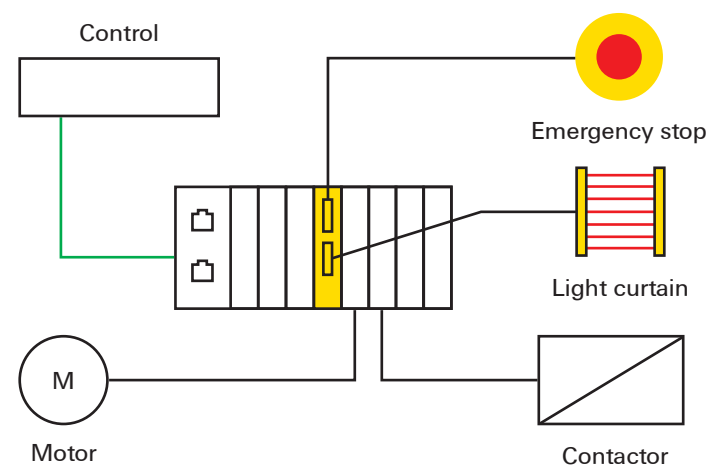 Control
Emergency stop
Light curtain
M
Motor
Contactor